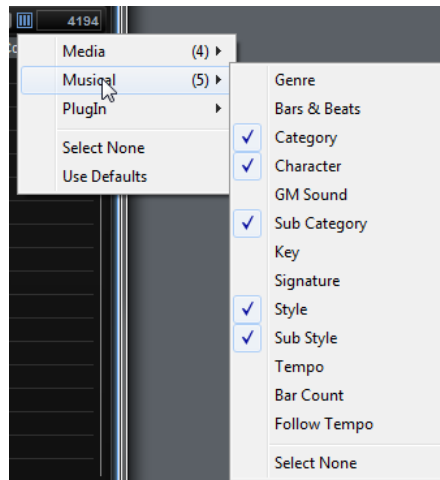 4194
Co
Media (4)
Musical (5)
PlugIn
Select None
Use Defaults
Genre
Bars & Beats
Category
Character
GM Sound
Sub Category
Key
Signature
Style
Sub Style
Tempo
Bar Count
Follow Tempo
Select None